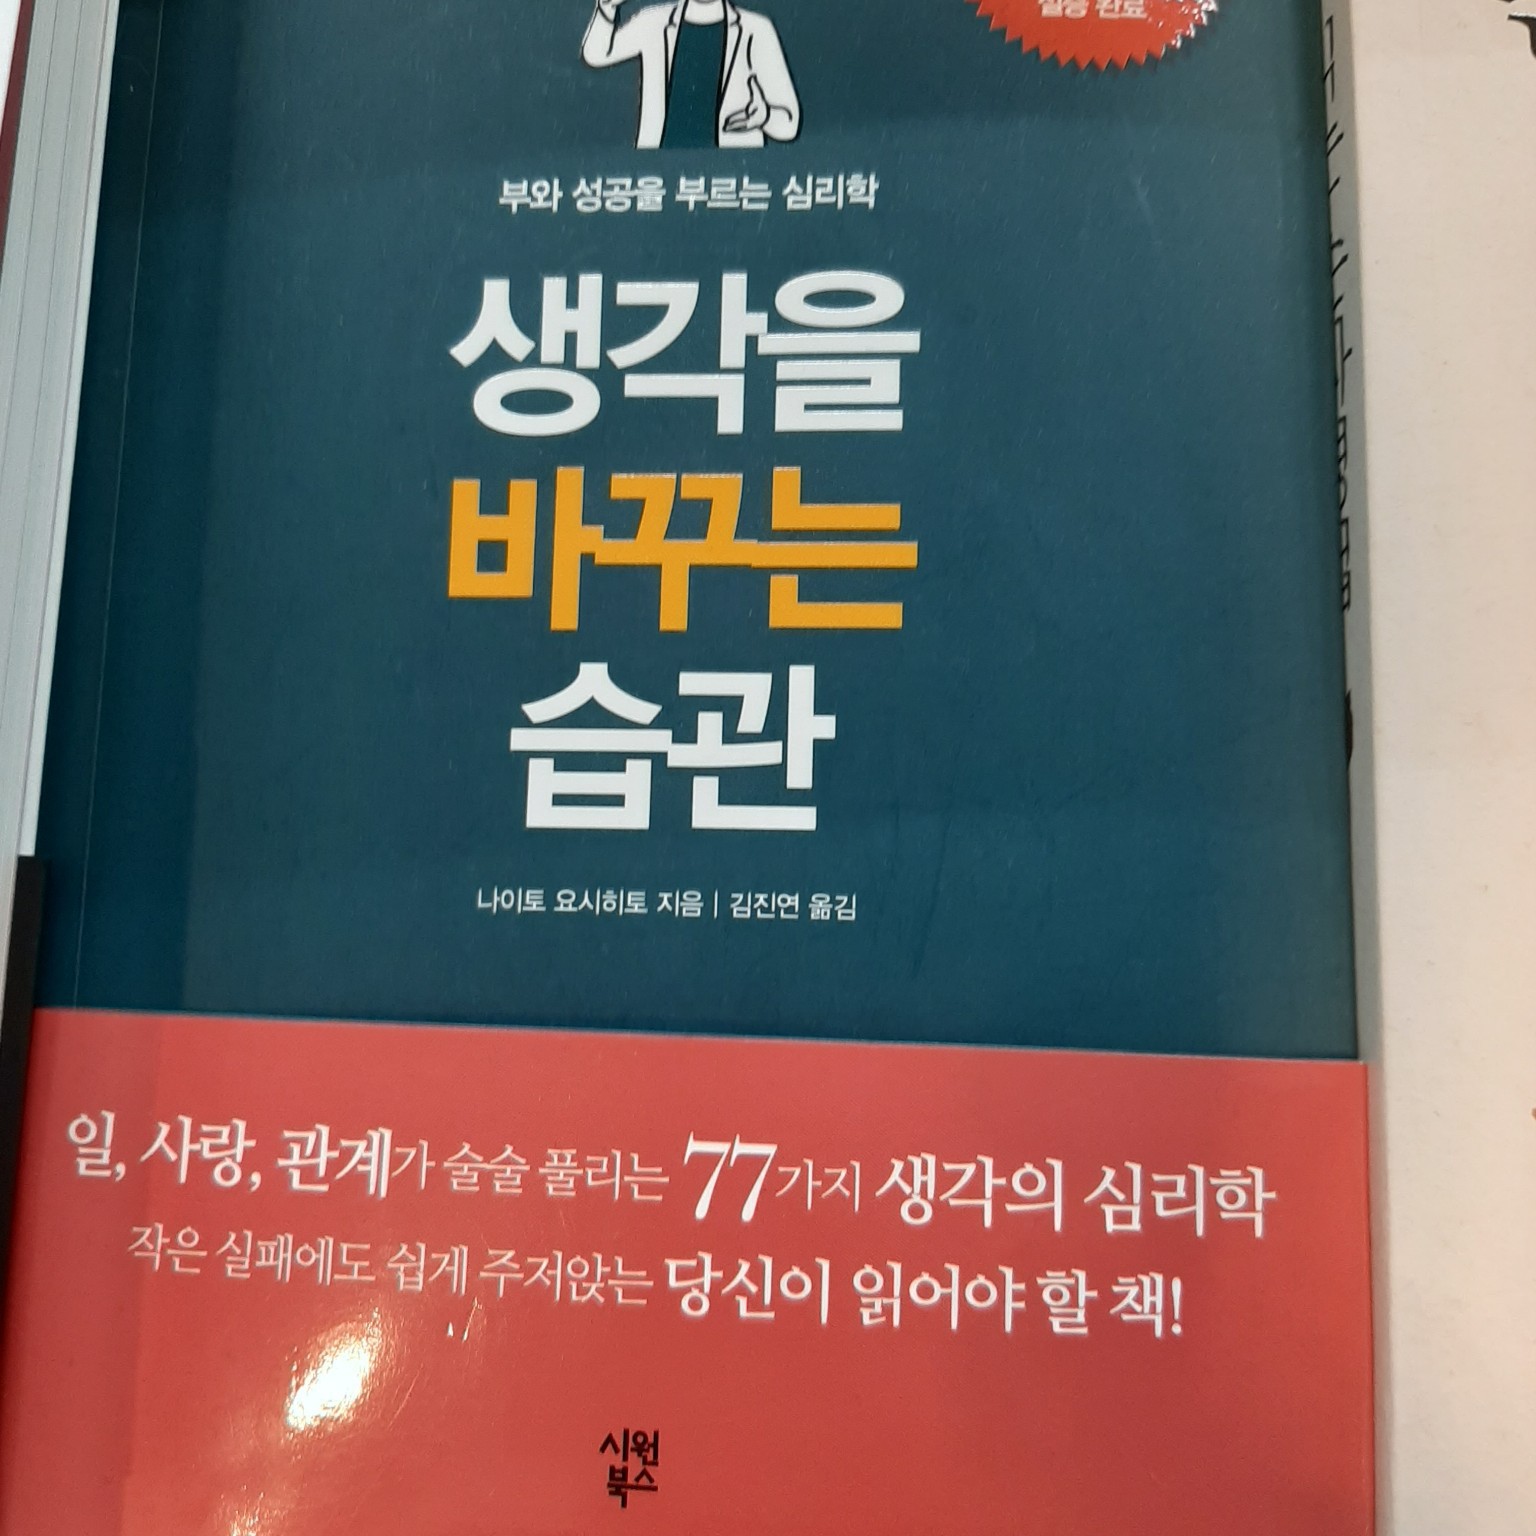 완료
부와 성공을 부르는 심리학
생각을
바꾸는
습관
나이토 요시히토 지음 | 김진연 옮김
일, 사랑, 관계가 술술 풀리는 77가지 생각의 심리학
작은 실패에도 쉽게 주저앉는 당신이 읽어야 할 책!
시원
북스